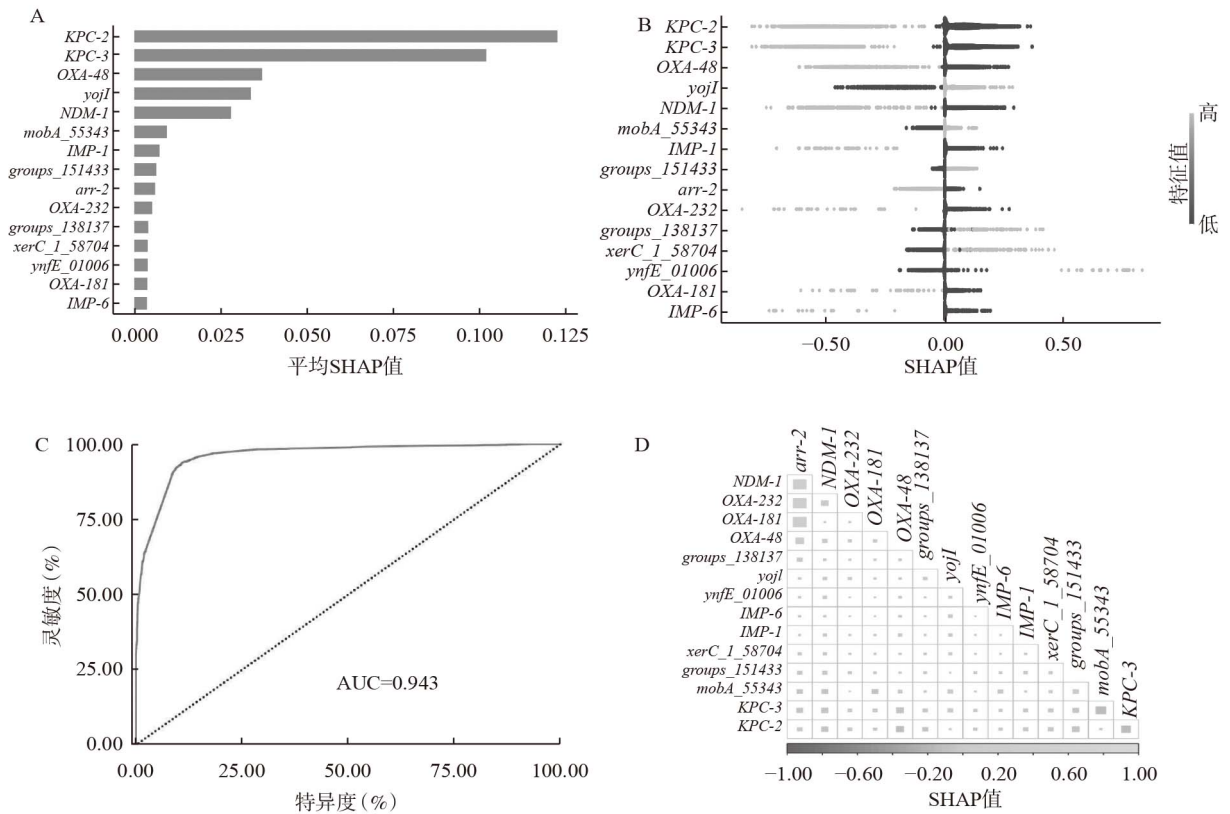 A
KPC-2
KPC-3
OXA-48
yojI
NDM-1
mobA_55343
IMP-1
groups_151433
arr-2
OXA-232
groups_138137
xerC_1_58704
ynfE_01006
OXA-181
IMP-6
0.000 0.025 0.050 0.075 0.100 0.125
平均SHAP值
B
KPC-2
KPC-3
OXA-48
yojI
NDM-1
mobA_55343
IMP-1
groups_151433
arr-2
OXA-232
groups_138137
xerC_1_58704
ynfE_01006
OXA-181
IMP-6
−0.50 0.00 0.50
SHAP值
高
特征值
低
C
100.00
75.00
50.00
25.00
0.00
灵敏度(%)
AUC=0.943
0.00 25.00 50.00 75.00 100.00
特异度(%)
D
arr-2
NDM-1
OXA-232
OXA-181
OXA-48
groups_138137
yojI
ynfE_01006
IMP-6
IMP-1
xerC_1_58704
groups_151433
mobA_55343
KPC-3
NDM-1
OXA-232
OXA-181
OXA-48
groups_138137
yojI
ynfE_01006
IMP-6
IMP-1
xerC_1_58704
groups_151433
mobA_55343
KPC-3
KPC-2
−1.00 −0.60 −0.20 0.20 0.60 1.00
SHAP值